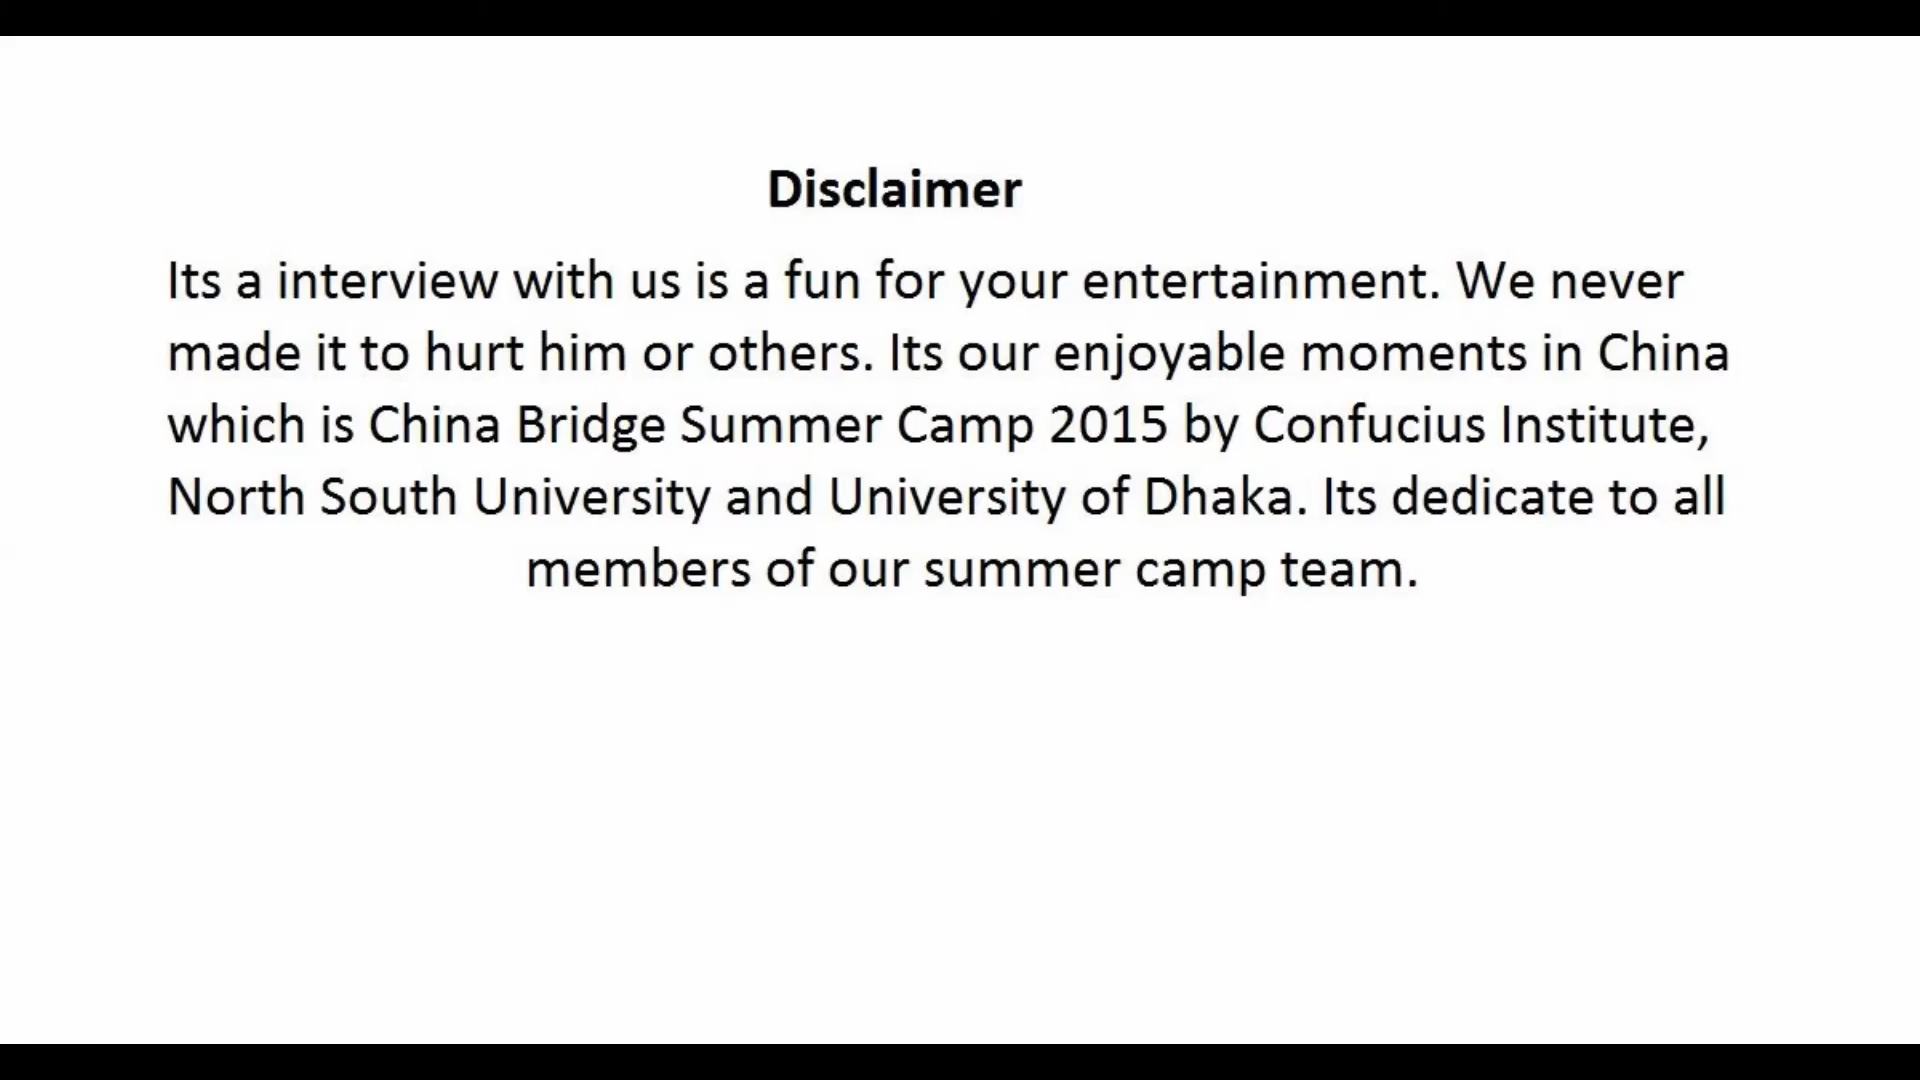 Disclaimer
Its a interview with us is a fun for your entertainment. We never
made it to hurt him or others. Its our enjoyable moments in China
which is China Bridge Summer Camp 2015 by Confucius Institute,
North South University and University of Dhaka. Its dedicate to all
members of our summer camp team.